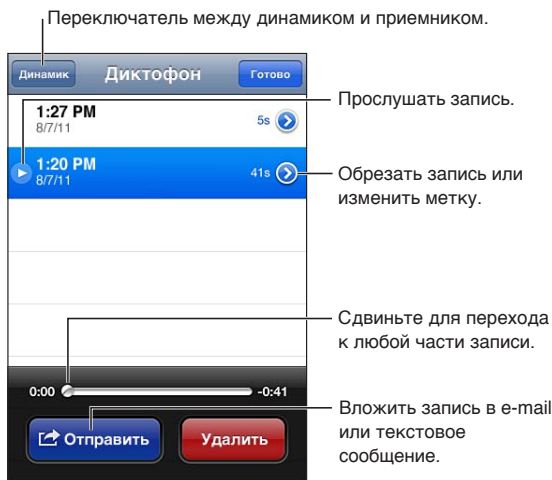 Переключатель между динамиком и приемником.
Динамик Диктофон Готово
1:27 PM
8/7/11
5s
Прослушать запись.
1:20 PM
8/7/11
41s
Обрезать запись или
изменить метку.
Сдвиньте для перехода
к любой части записи.
0:00 -0:41
Вложить запись в e-mail
или текстовое
сообщение.
Отправить Удалить